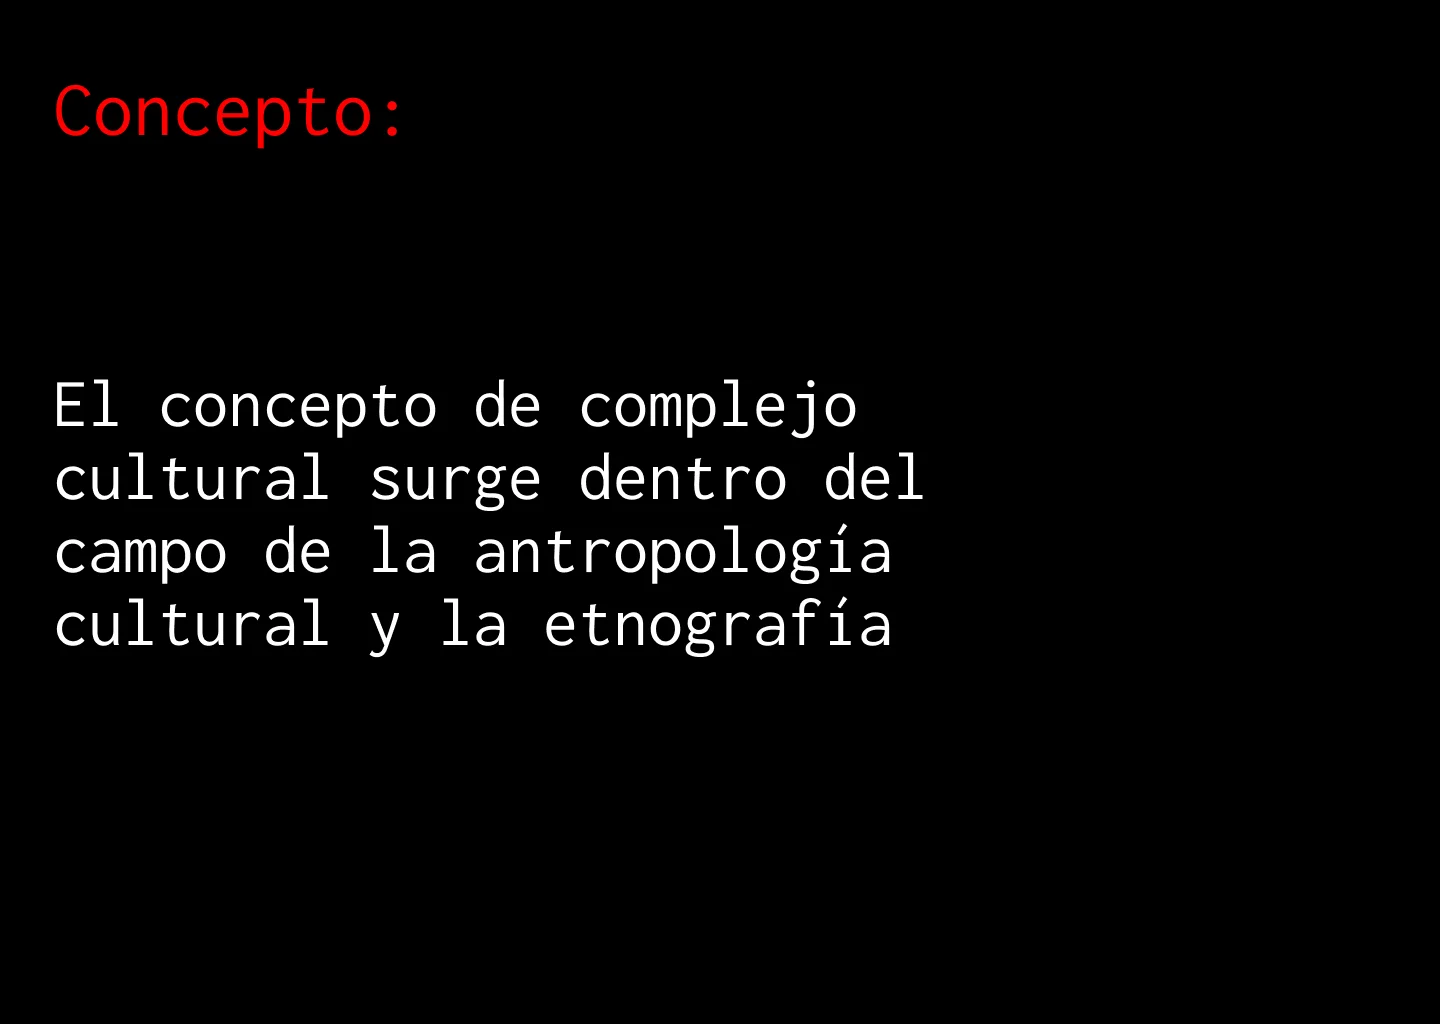 Concepto:
El concepto de complejo
cultural surge dentro del
campo de la antropología
cultural y la etnografía